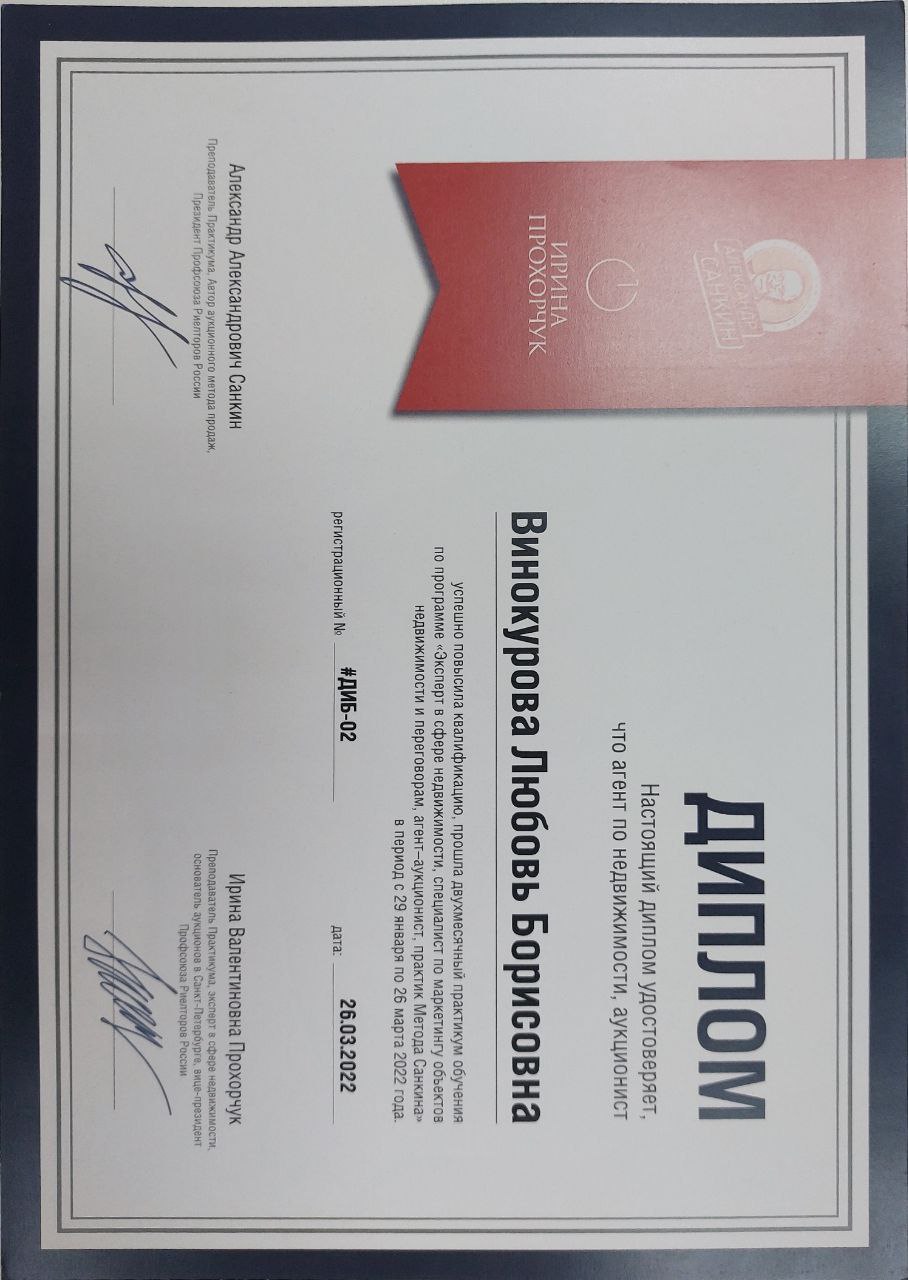 АЛЕКСАНДР
САНКИН
ИРИНА
ПРОХОРЧУК
ДИПЛОМ
Настоящий диплом удостоверяет,
что агент по недвижимости, аукционист
Винокурова Любовь Борисовна
успешно повысила квалификацию, прошла двухмесячный практикум обучения
по программе «Эксперт в сфере недвижимости, специалист по маркетингу объектов
недвижимости и переговорам, агент–аукционист, практик Метода Санкина»
в период с 29 января по 26 марта 2022 года.
регистрационный № #ДИБ-02 дата: 26.03.2022
Александр Александрович Санкин
Преподаватель Практикума. Автор аукционного метода продаж,
Президент Профсоюза Риелторов России
Ирина Валентиновна Прохорчук
Преподаватель Практикума, эксперт в сфере недвижимости,
основатель аукционов в Санкт-Петербурге, вице-президент
Профсоюза Риелторов России